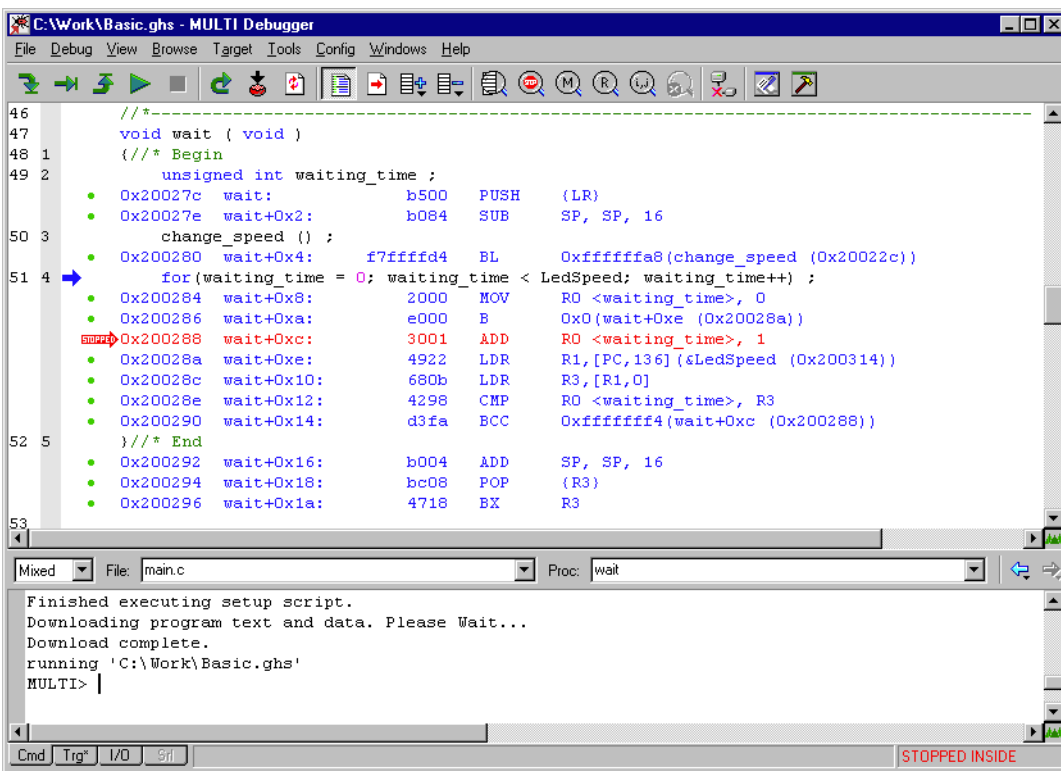 C:\Work\Basic.ghs - MULTI Debugger
File Debug View Browse Target Tools Config Windows Help
STOP M R i,j
46 //*--------------------------------------------------------------------------------
47 void wait ( void )
48 1 {//* Begin
49 2 unsigned int waiting_time ;
0x20027c wait: b500 PUSH {LR}
0x20027e wait+0x2: b084 SUB SP, SP, 16
50 3 change_speed () ;
0x200280 wait+0x4: f7ffffd4 BL 0xffffffa8(change_speed (0x20022c))
51 4 for(waiting_time = 0; waiting_time < LedSpeed; waiting_time++) ;
0x200284 wait+0x8: 2000 MOV R0 <waiting_time>, 0
0x200286 wait+0xa: e000 B 0x0(wait+0xe (0x20028a))
STOPPED 0x200288 wait+0xc: 3001 ADD R0 <waiting_time>, 1
0x20028a wait+0xe: 4922 LDR R1,[PC,136](&LedSpeed (0x200314))
0x20028c wait+0x10: 680b LDR R3,[R1,0]
0x20028e wait+0x12: 4298 CMP R0 <waiting_time>, R3
0x200290 wait+0x14: d3fa BCC 0xfffffff4(wait+0xc (0x200288))
52 5 }//* End
0x200292 wait+0x16: b004 ADD SP, SP, 16
0x200294 wait+0x18: bc08 POP {R3}
0x200296 wait+0x1a: 4718 BX R3
53
Mixed File: main.c Proc: wait
Finished executing setup script.
Downloading program text and data. Please Wait...
Download complete.
running 'C:\Work\Basic.ghs'
MULTI>
Cmd Trg* I/O Srl STOPPED INSIDE